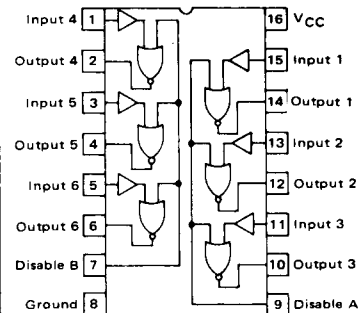 Input 4 1
Output 4 2
Input 5 3
Output 5 4
Input 6 5
Output 6 6
Disable B 7
Ground 8
16 VCC
15 Input 1
14 Output 1
13 Input 2
12 Output 2
11 Input 3
10 Output 3
9 Disable A